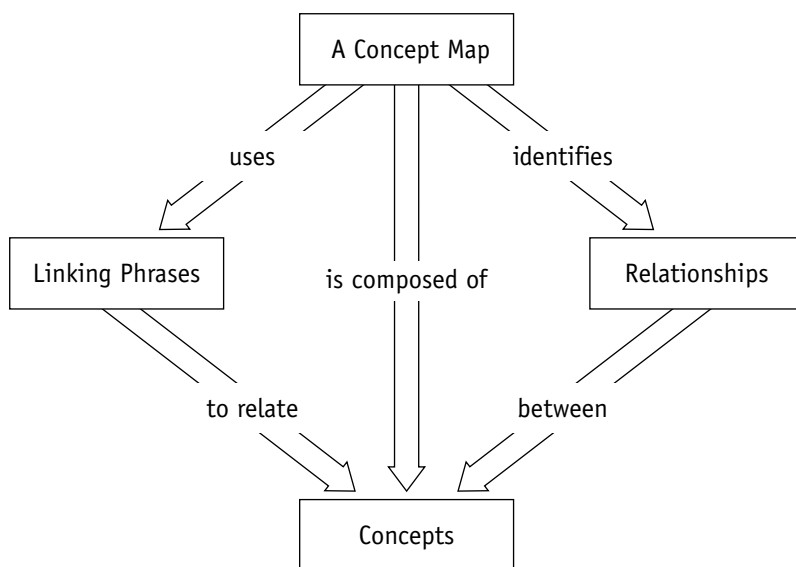 A Concept Map
uses
identifies
Linking Phrases
is composed of
Relationships
to relate
between
Concepts